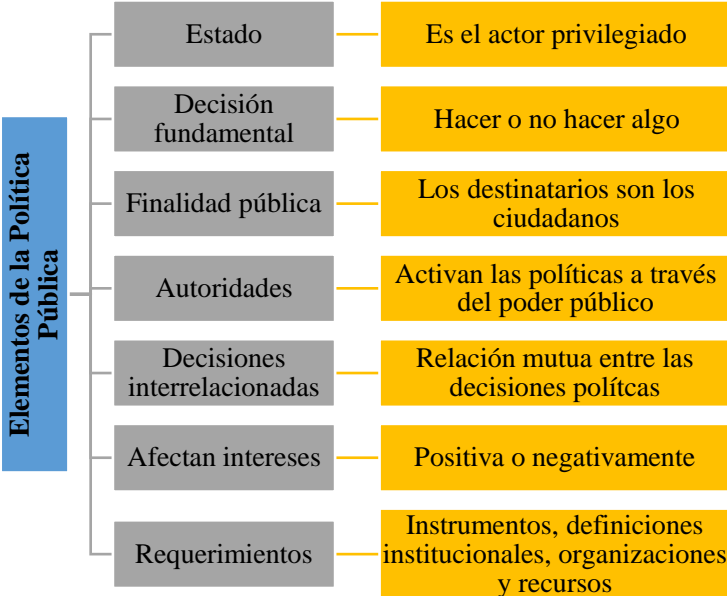 Elementos de la Política
Pública
Estado
Es el actor privilegiado
Decisión
fundamental
Hacer o no hacer algo
Finalidad pública
Los destinatarios son los
ciudadanos
Autoridades
Activan las políticas a través
del poder público
Decisiones
interrelacionadas
Relación mutua entre las
decisiones polítcas
Afectan intereses
Positiva o negativamente
Requerimientos
Instrumentos, definiciones
institucionales, organizaciones
y recursos